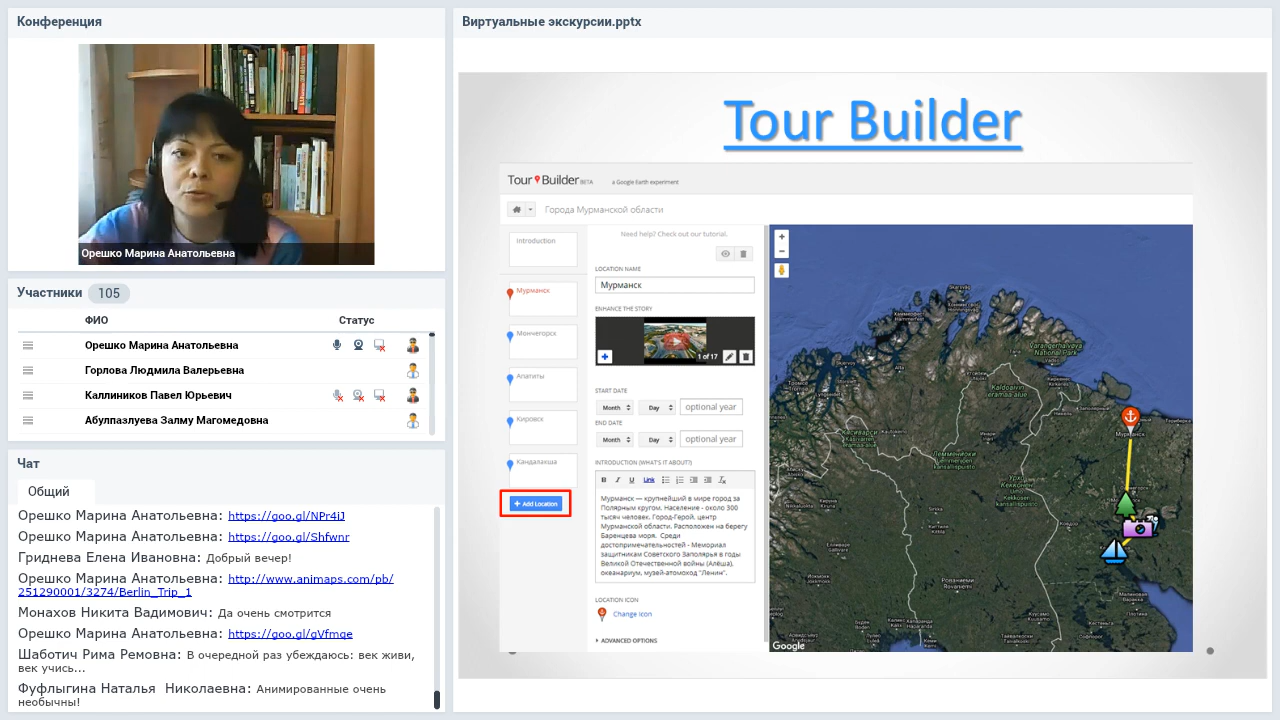 Конференция
Орешко Марина Анатольевна
Участники 105
ФИО Статус
Орешко Марина Анатольевна
Горлова Людмила Валерьевна
Каллиников Павел Юрьевич
Абулпазлуева Залму Магомедовна
Чат
Общий
Орешко Марина Анатольевна: https://goo.gl/NPr4iJ
Орешко Марина Анатольевна: https://goo.gl/Shfwnr
Гриднева Елена Ивановна: Добрый вечер!
Орешко Марина Анатольевна: http://www.animaps.com/pb/
251290001/3274/Berlin_Trip_1
Монахов Никита Вадимович: Да очень смотрится
Орешко Марина Анатольевна: https://goo.gl/gVfmqe
Шаботич Рима Ремовна: В очередной раз убеждаюсь: век живи,
век учись...
Фуфлыгина Наталья Николаевна: Анимированные очень
необычны!
Виртуальные экскурсии.pptx
Tour Builder
Tour Builder BETA a Google Earth experiment
Города Мурманской области
Need help? Check out our tutorial.
Introduction
Мурманск
Мончегорск
Апатиты
Кировск
Кандалакша
+ Add Location
LOCATION NAME
Мурманск
ENHANCE THE STORY
1 of 17
START DATE
Month Day optional year
END DATE
Month Day optional year
INTRODUCTION (WHAT'S IT ABOUT?)
B I U Link
Мурманск — крупнейший в мире город за
Полярным кругом. Население - около 300
тысяч человек. Город-Герой, центр
Мурманской области. Расположен на берегу
Баренцева моря. Среди
достопримечательностей - Мемориал
защитникам Советского Заполярья в годы
Великой Отечественной войны (Алёша),
океанариум, музей-атомоход "Ленин".
LOCATION ICON
Change icon
ADVANCED OPTIONS
Varangerhalvøya
National Park
Мурманск
Рованиеми
Rovaniemi
Google